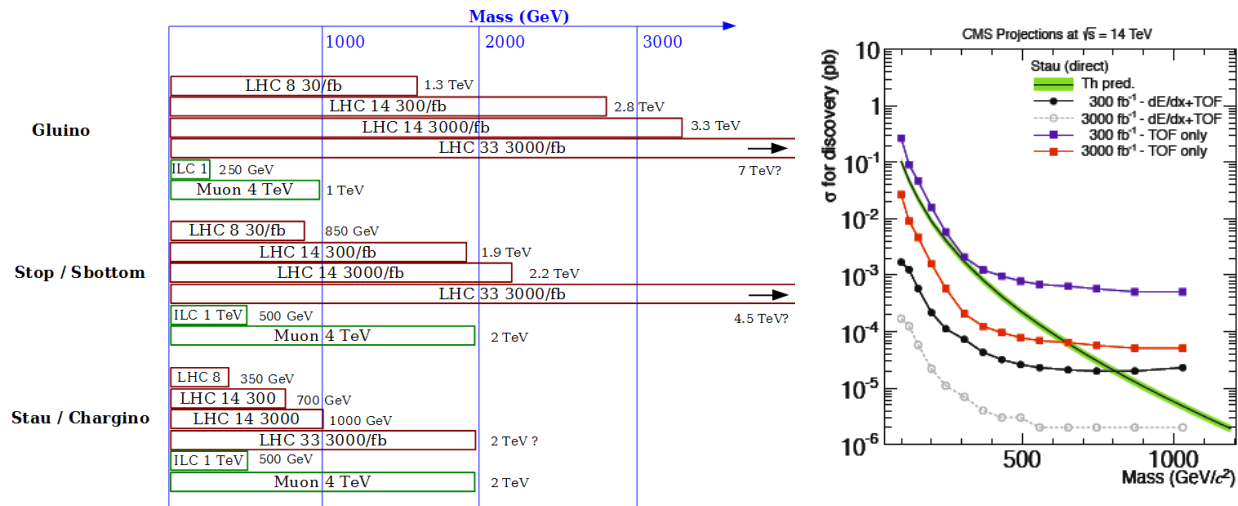 Mass (GeV)
1000
2000
3000
Gluino
LHC 8 30/fb
1.3 TeV
LHC 14 300/fb
2.8 TeV
LHC 14 3000/fb
3.3 TeV
LHC 33 3000/fb
7 TeV?
ILC 1
250 GeV
Muon 4 TeV
1 TeV
Stop / Sbottom
LHC 8 30/fb
850 GeV
LHC 14 300/fb
1.9 TeV
LHC 14 3000/fb
2.2 TeV
LHC 33 3000/fb
4.5 TeV?
ILC 1 TeV
500 GeV
Muon 4 TeV
2 TeV
Stau / Chargino
LHC 8
350 GeV
LHC 14 300
700 GeV
LHC 14 3000
1000 GeV
LHC 33 3000/fb
2 TeV ?
ILC 1 TeV
500 GeV
Muon 4 TeV
2 TeV
CMS Projections at √s = 14 TeV
σ for discovery (pb)
10
1
10⁻¹
10⁻²
10⁻³
10⁻⁴
10⁻⁵
10⁻⁶
Stau (direct)
Th pred.
300 fb⁻¹ - dE/dx+TOF
3000 fb⁻¹ - dE/dx+TOF
300 fb⁻¹ - TOF only
3000 fb⁻¹ - TOF only
500
1000
Mass (GeV/c²)